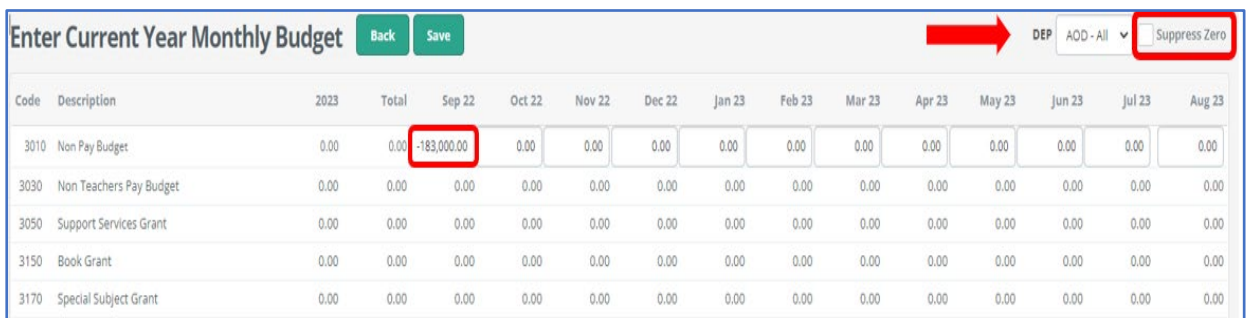 Enter Current Year Monthly Budget Back Save DEP AOD - All Suppress Zero
Code Description 2023 Total Sep 22 Oct 22 Nov 22 Dec 22 Jan 23 Feb 23 Mar 23 Apr 23 May 23 Jun 23 Jul 23 Aug 23
3010 Non Pay Budget 0.00 0.00 -183,000.00 0.00 0.00 0.00 0.00 0.00 0.00 0.00 0.00 0.00 0.00 0.00
3030 Non Teachers Pay Budget 0.00 0.00 0.00 0.00 0.00 0.00 0.00 0.00 0.00 0.00 0.00 0.00 0.00 0.00
3050 Support Services Grant 0.00 0.00 0.00 0.00 0.00 0.00 0.00 0.00 0.00 0.00 0.00 0.00 0.00 0.00
3150 Book Grant 0.00 0.00 0.00 0.00 0.00 0.00 0.00 0.00 0.00 0.00 0.00 0.00 0.00 0.00
3170 Special Subject Grant 0.00 0.00 0.00 0.00 0.00 0.00 0.00 0.00 0.00 0.00 0.00 0.00 0.00 0.00